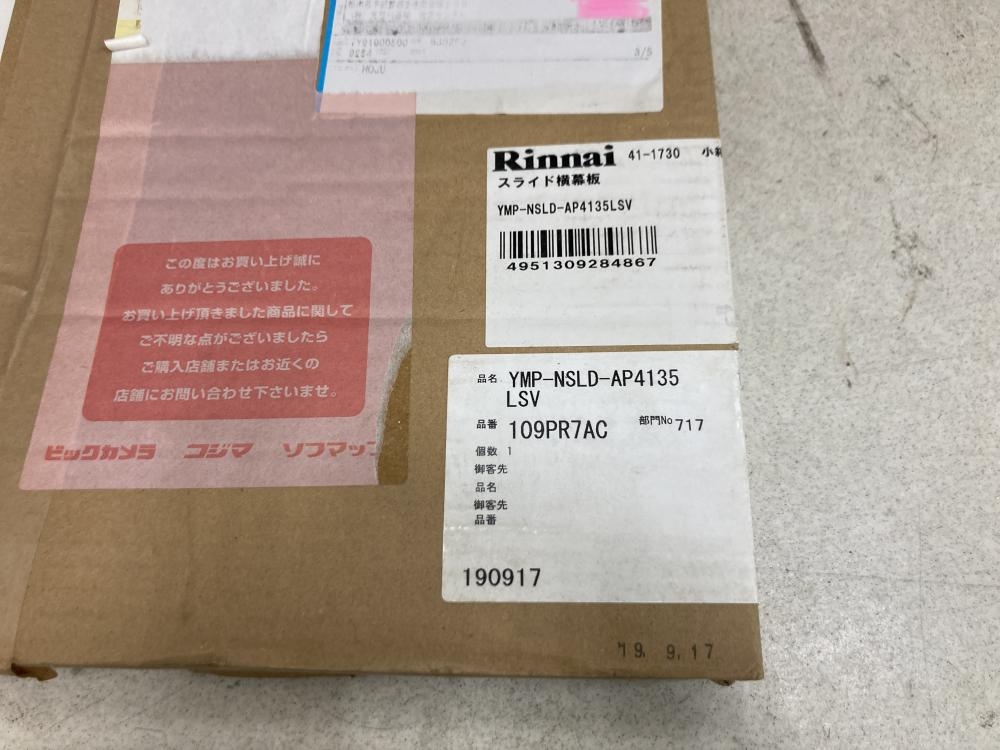 3/5
Rinnai 41-1730 小
スライド横幕板
YMP-NSLD-AP4135LSV
4951309284867
この度はお買い上げ誠に
ありがとうございました。
お買い上げ頂きました商品に関して
ご不明な点がございましたら
ご購入店舗またはお近くの
店舗にお問い合わせ下さいませ。
ビックカメラ コジマ ソフマップ
品名 YMP-NSLD-AP4135
LSV
品番 109PR7AC 部門No 717
個数 1
御客先
品名
御客先
品番
190917
19. 9.17